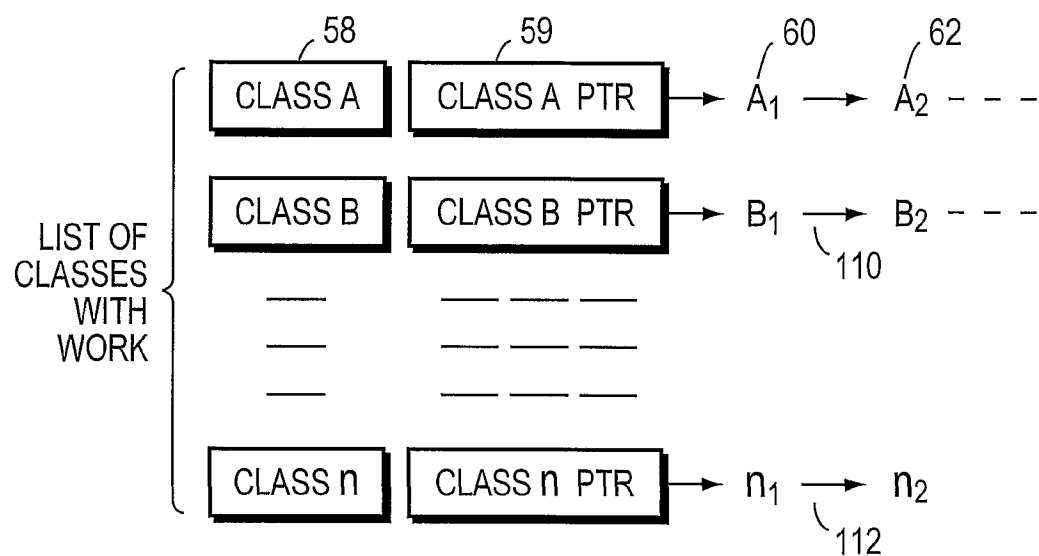 58 59 60 62
CLASS A CLASS A PTR A1 A2
CLASS B CLASS B PTR B1 B2
110
LIST OF
CLASSES
WITH
WORK
CLASS n CLASS n PTR n1 n2
112